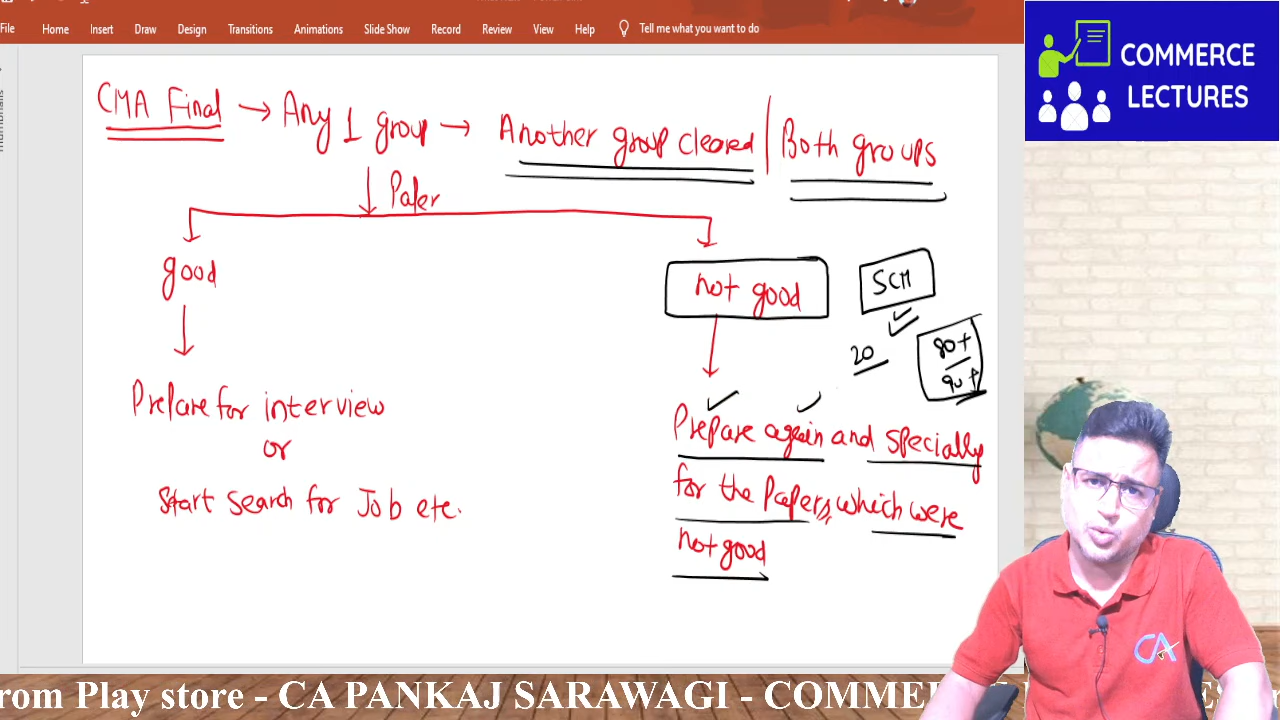 File Home Insert Draw Design Transitions Animations Slide Show Record Review View Help Tell me what you want to do
COMMERCE
LECTURES
CMA Final → Any 1 group → Another group cleared | Both groups
Paper
good
not good
SCM
20
80+
90+
Prepare for interview
or
Start search for Job etc.
Prepare again and specially
for the Papers, which were
not good
CA
rom Play store - CA PANKAJ SARAWAGI - COMME